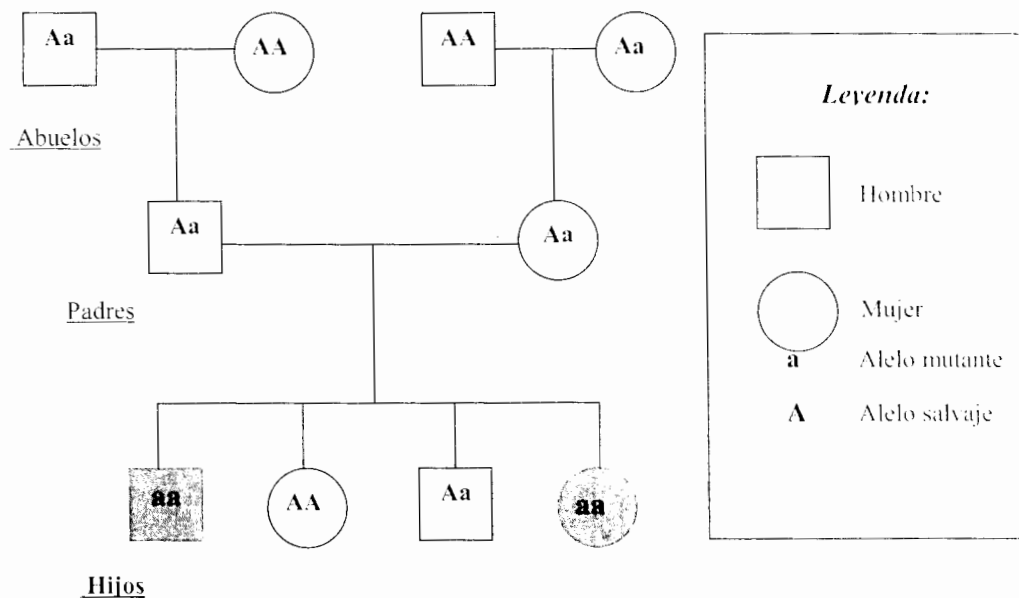 Aa AA AA Aa
Abuelos
Aa Aa
Padres
aa AA Aa aa
Hijos
Leyenda:
Hombre
Mujer
a Alelo mutante
A Alelo salvaje